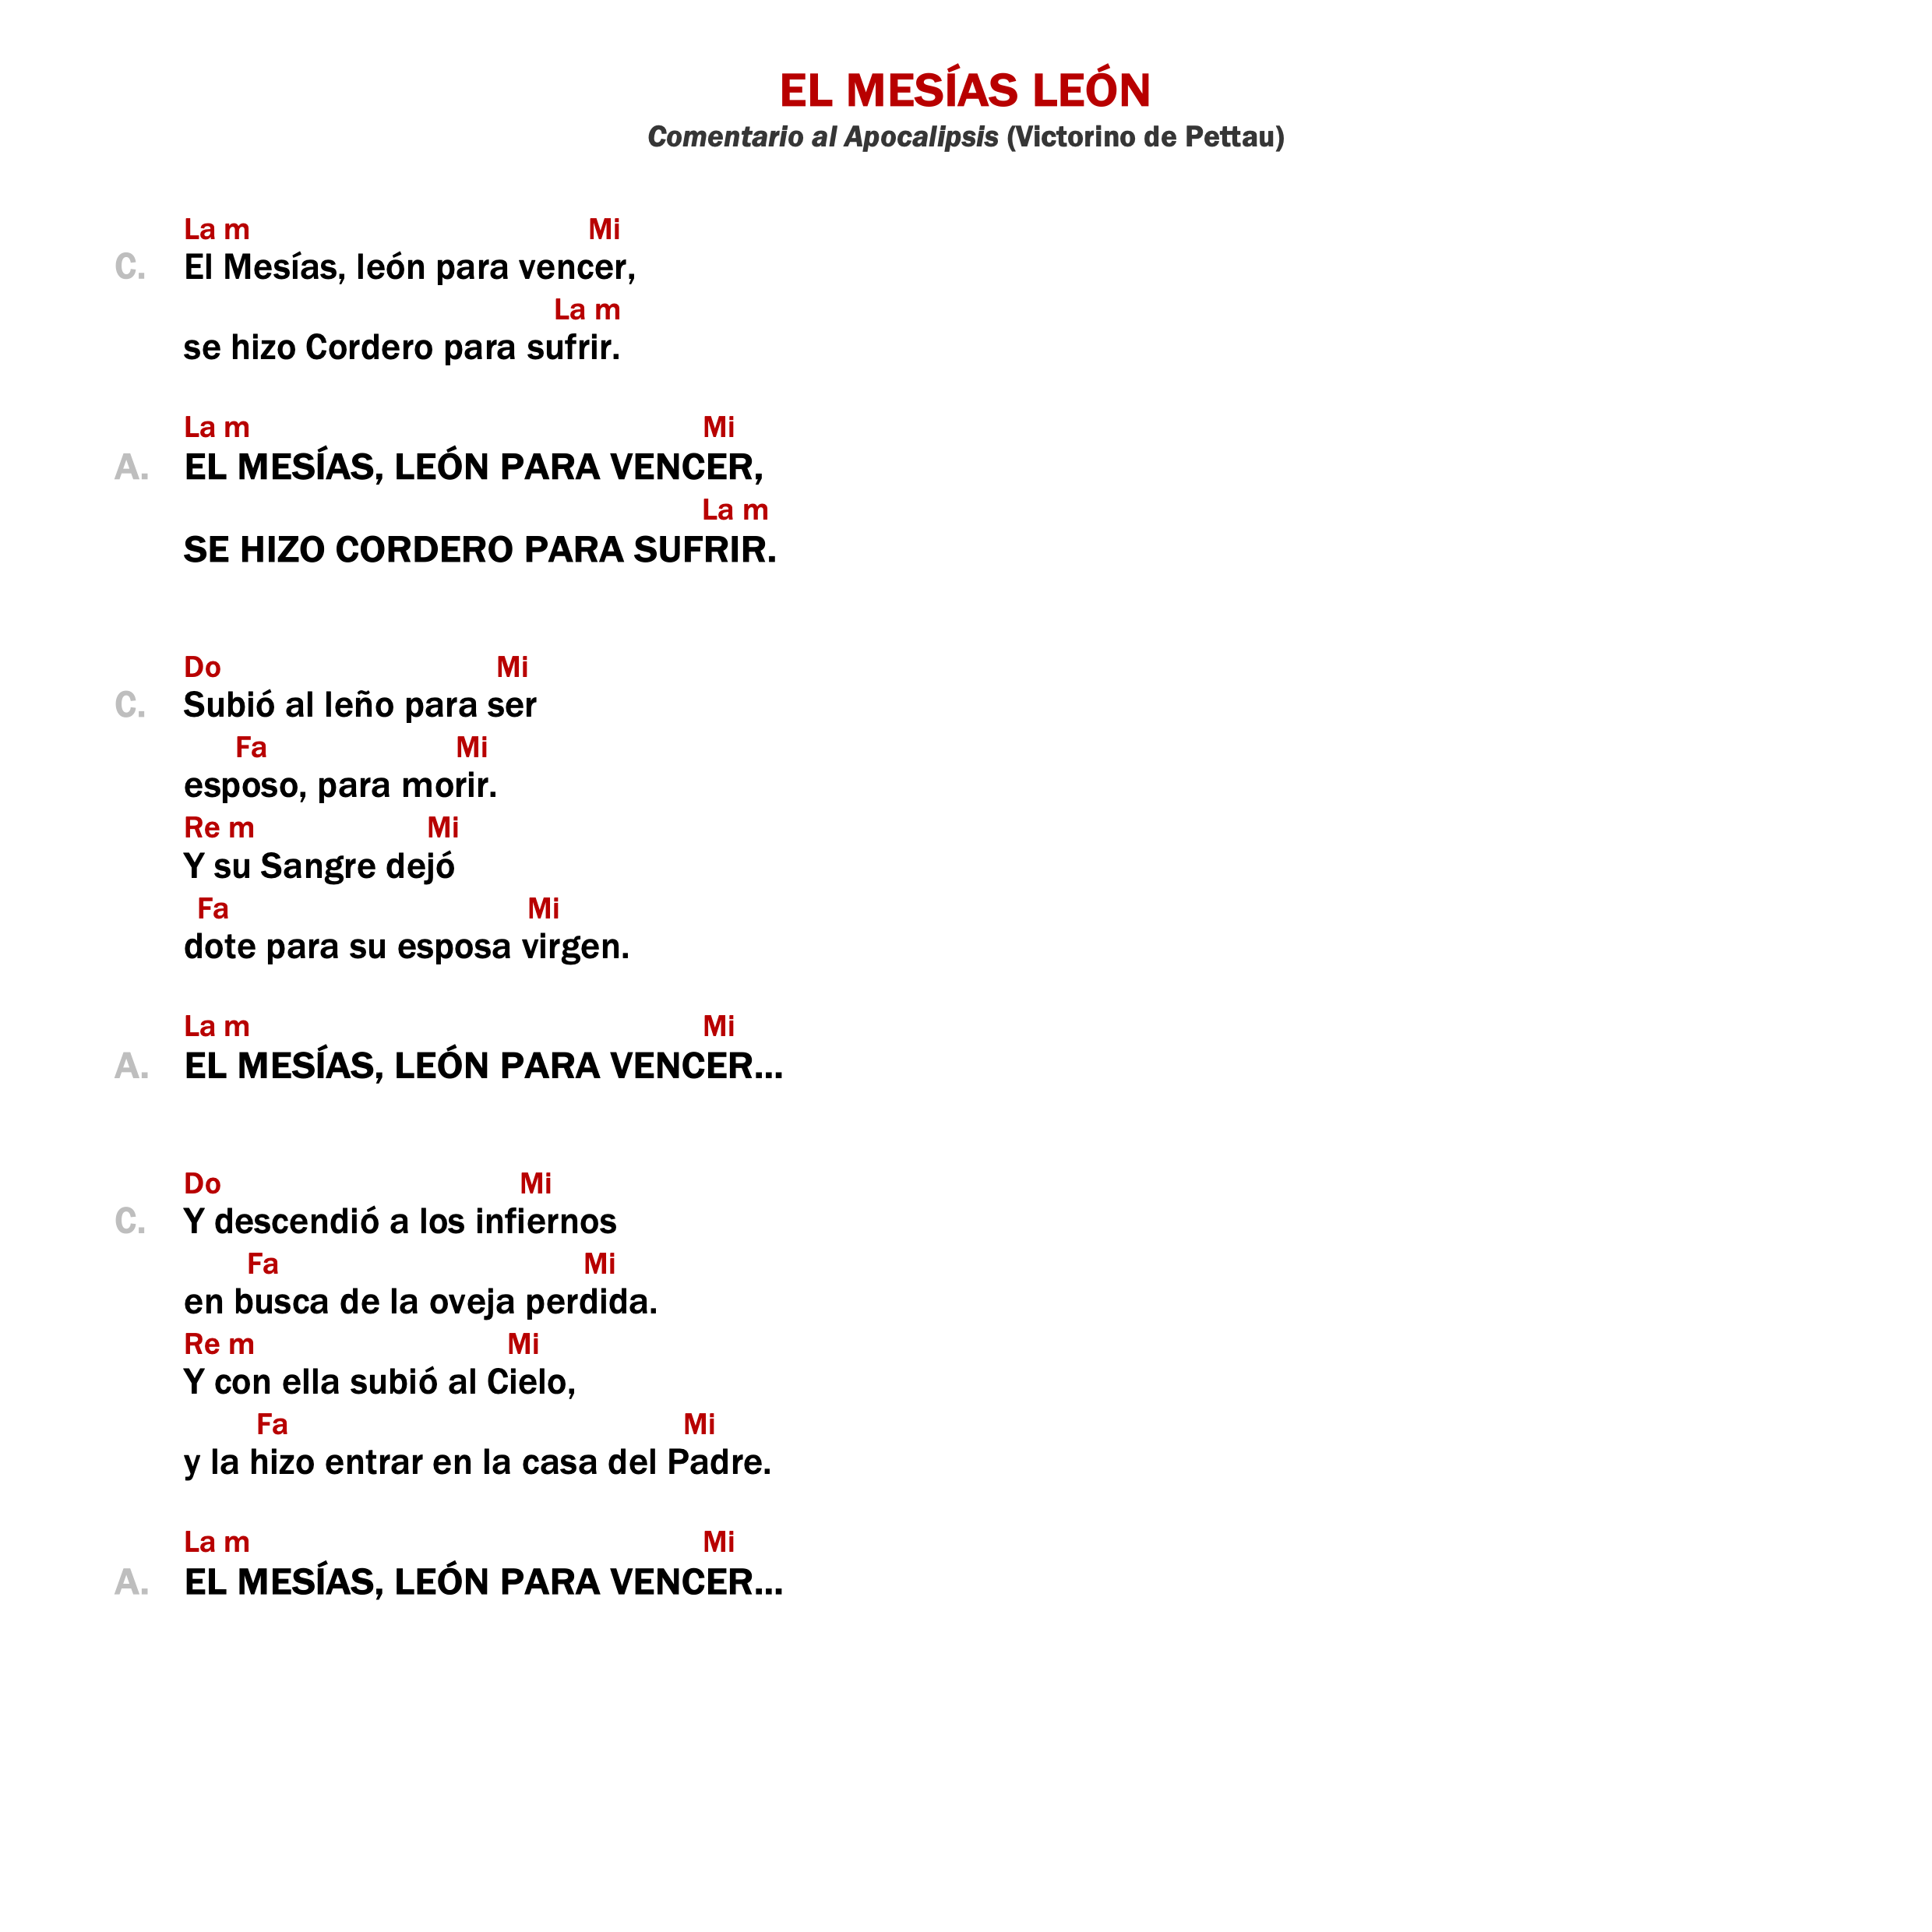 EL MESÍAS LEÓN
Comentario al Apocalipsis (Victorino de Pettau)
La m Mi
C. El Mesías, león para vencer,
La m
se hizo Cordero para sufrir.
La m Mi
A. EL MESÍAS, LEÓN PARA VENCER,
La m
SE HIZO CORDERO PARA SUFRIR.
Do Mi
C. Subió al leño para ser
Fa Mi
esposo, para morir.
Re m Mi
Y su Sangre dejó
Fa Mi
dote para su esposa virgen.
La m Mi
A. EL MESÍAS, LEÓN PARA VENCER...
Do Mi
C. Y descendió a los infiernos
Fa Mi
en busca de la oveja perdida.
Re m Mi
Y con ella subió al Cielo,
Fa Mi
y la hizo entrar en la casa del Padre.
La m Mi
A. EL MESÍAS, LEÓN PARA VENCER...